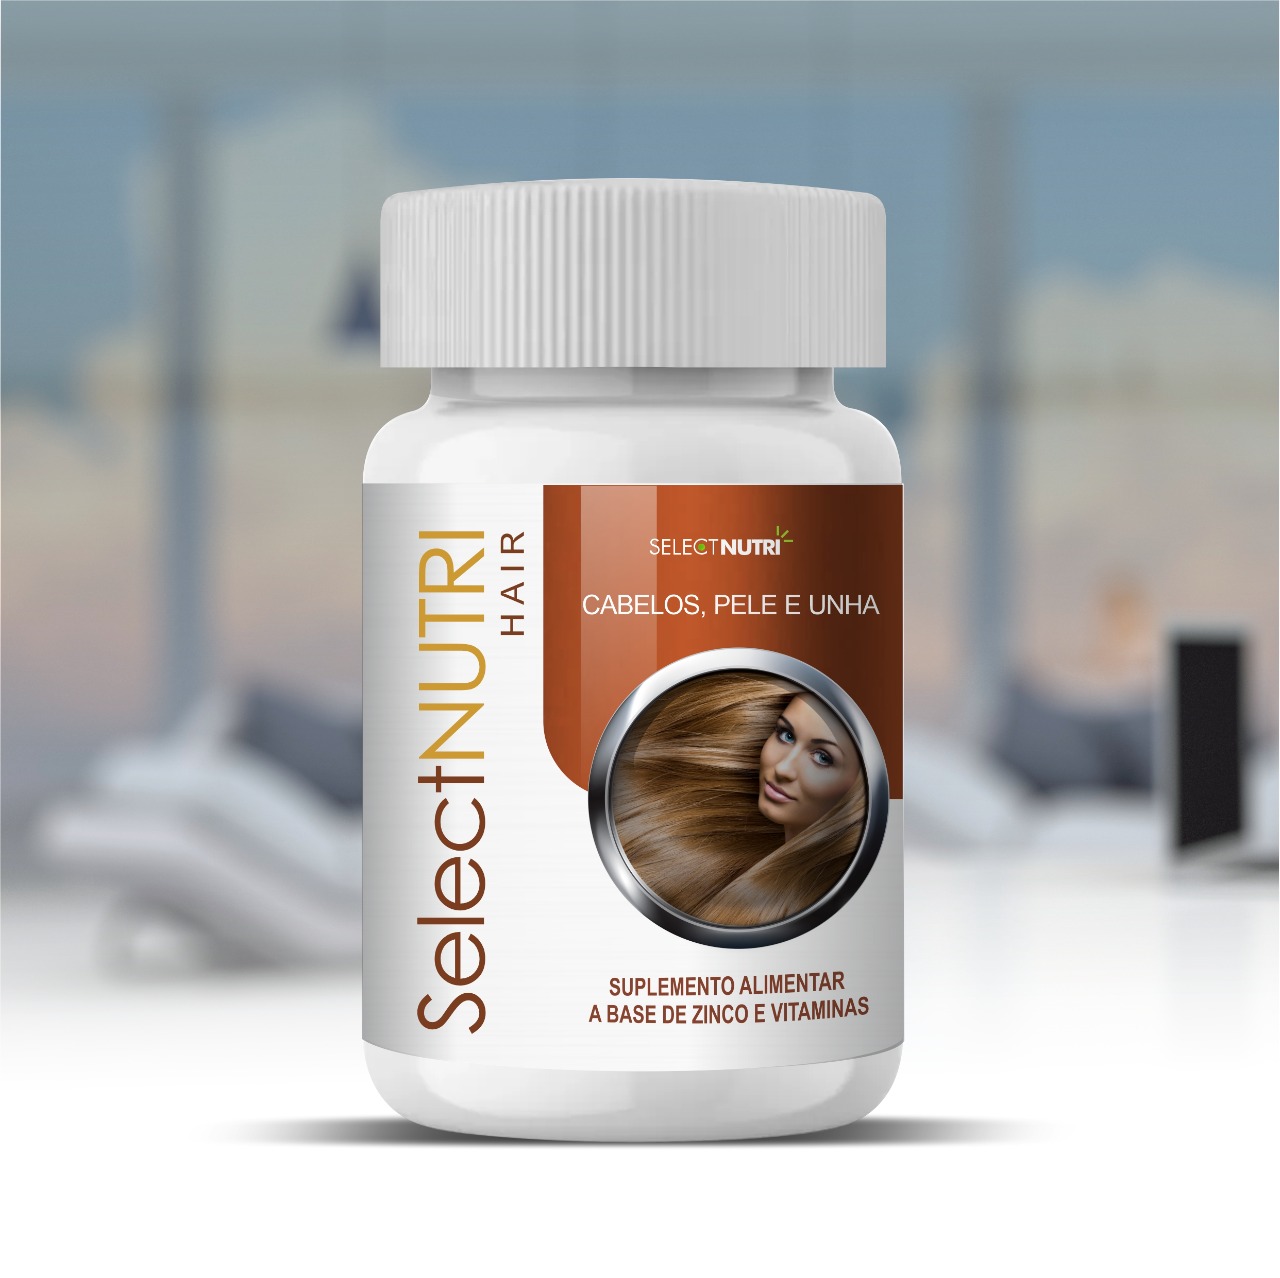 SelectNUTRI
HAIR
SELECTNUTRI
CABELOS, PELE E UNHA
SUPLEMENTO ALIMENTAR
A BASE DE ZINCO E VITAMINAS